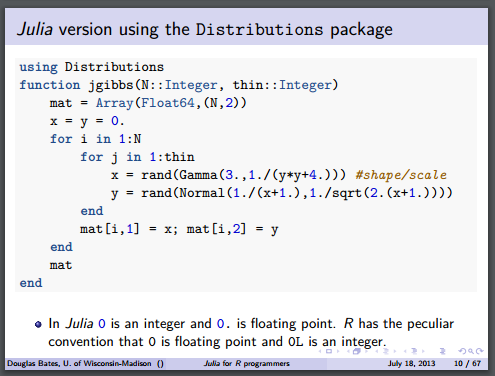 Julia version using the Distributions package
using Distributions
function jgibbs(N::Integer, thin::Integer)
    mat = Array(Float64,(N,2))
    x = y = 0.
    for i in 1:N
        for j in 1:thin
            x = rand(Gamma(3.,1./(y*y+4.))) #shape/scale
            y = rand(Normal(1./(x+1.),1./sqrt(2.(x+1.))))
        end
        mat[i,1] = x; mat[i,2] = y
    end
    mat
end
• In Julia 0 is an integer and 0. is floating point. R has the peculiar
convention that 0 is floating point and 0L is an integer.
Douglas Bates, U. of Wisconsin-Madison () Julia for R programmers July 18, 2013 10 / 67